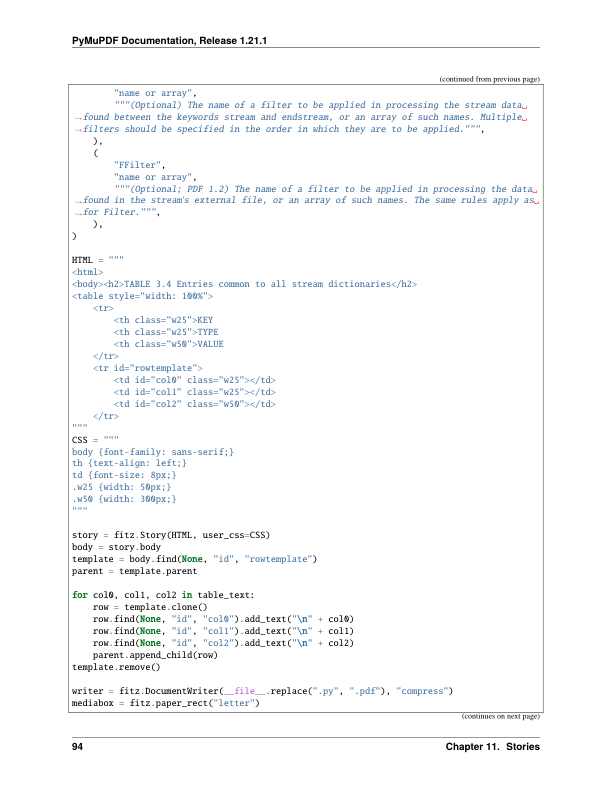 PyMuPDF Documentation, Release 1.21.1
(continued from previous page)
        "name or array",
        """(Optional) The name of a filter to be applied in processing the stream data␣
↪found between the keywords stream and endstream, or an array of such names. Multiple␣
↪filters should be specified in the order in which they are to be applied.""",
    ),
    (
        "FFilter",
        "name or array",
        """(Optional; PDF 1.2) The name of a filter to be applied in processing the data␣
↪found in the stream's external file, or an array of such names. The same rules apply as␣
↪for Filter.""",
    ),
)
HTML = """
<html>
<body><h2>TABLE 3.4 Entries common to all stream dictionaries</h2>
<table style="width: 100%">
    <tr>
        <th class="w25">KEY
        <th class="w25">TYPE
        <th class="w50">VALUE
    </tr>
    <tr id="rowtemplate">
        <td id="col0" class="w25"></td>
        <td id="col1" class="w25"></td>
        <td id="col2" class="w50"></td>
    </tr>
"""
CSS = """
body {font-family: sans-serif;}
th {text-align: left;}
td {font-size: 8px;}
.w25 {width: 50px;}
.w50 {width: 300px;}
"""
story = fitz.Story(HTML, user_css=CSS)
body = story.body
template = body.find(None, "id", "rowtemplate")
parent = template.parent
for col0, col1, col2 in table_text:
    row = template.clone()
    row.find(None, "id", "col0").add_text("\n" + col0)
    row.find(None, "id", "col1").add_text("\n" + col1)
    row.find(None, "id", "col2").add_text("\n" + col2)
    parent.append_child(row)
template.remove()
writer = fitz.DocumentWriter(__file__.replace(".py", ".pdf"), "compress")
mediabox = fitz.paper_rect("letter")
(continues on next page)
94 Chapter 11. Stories